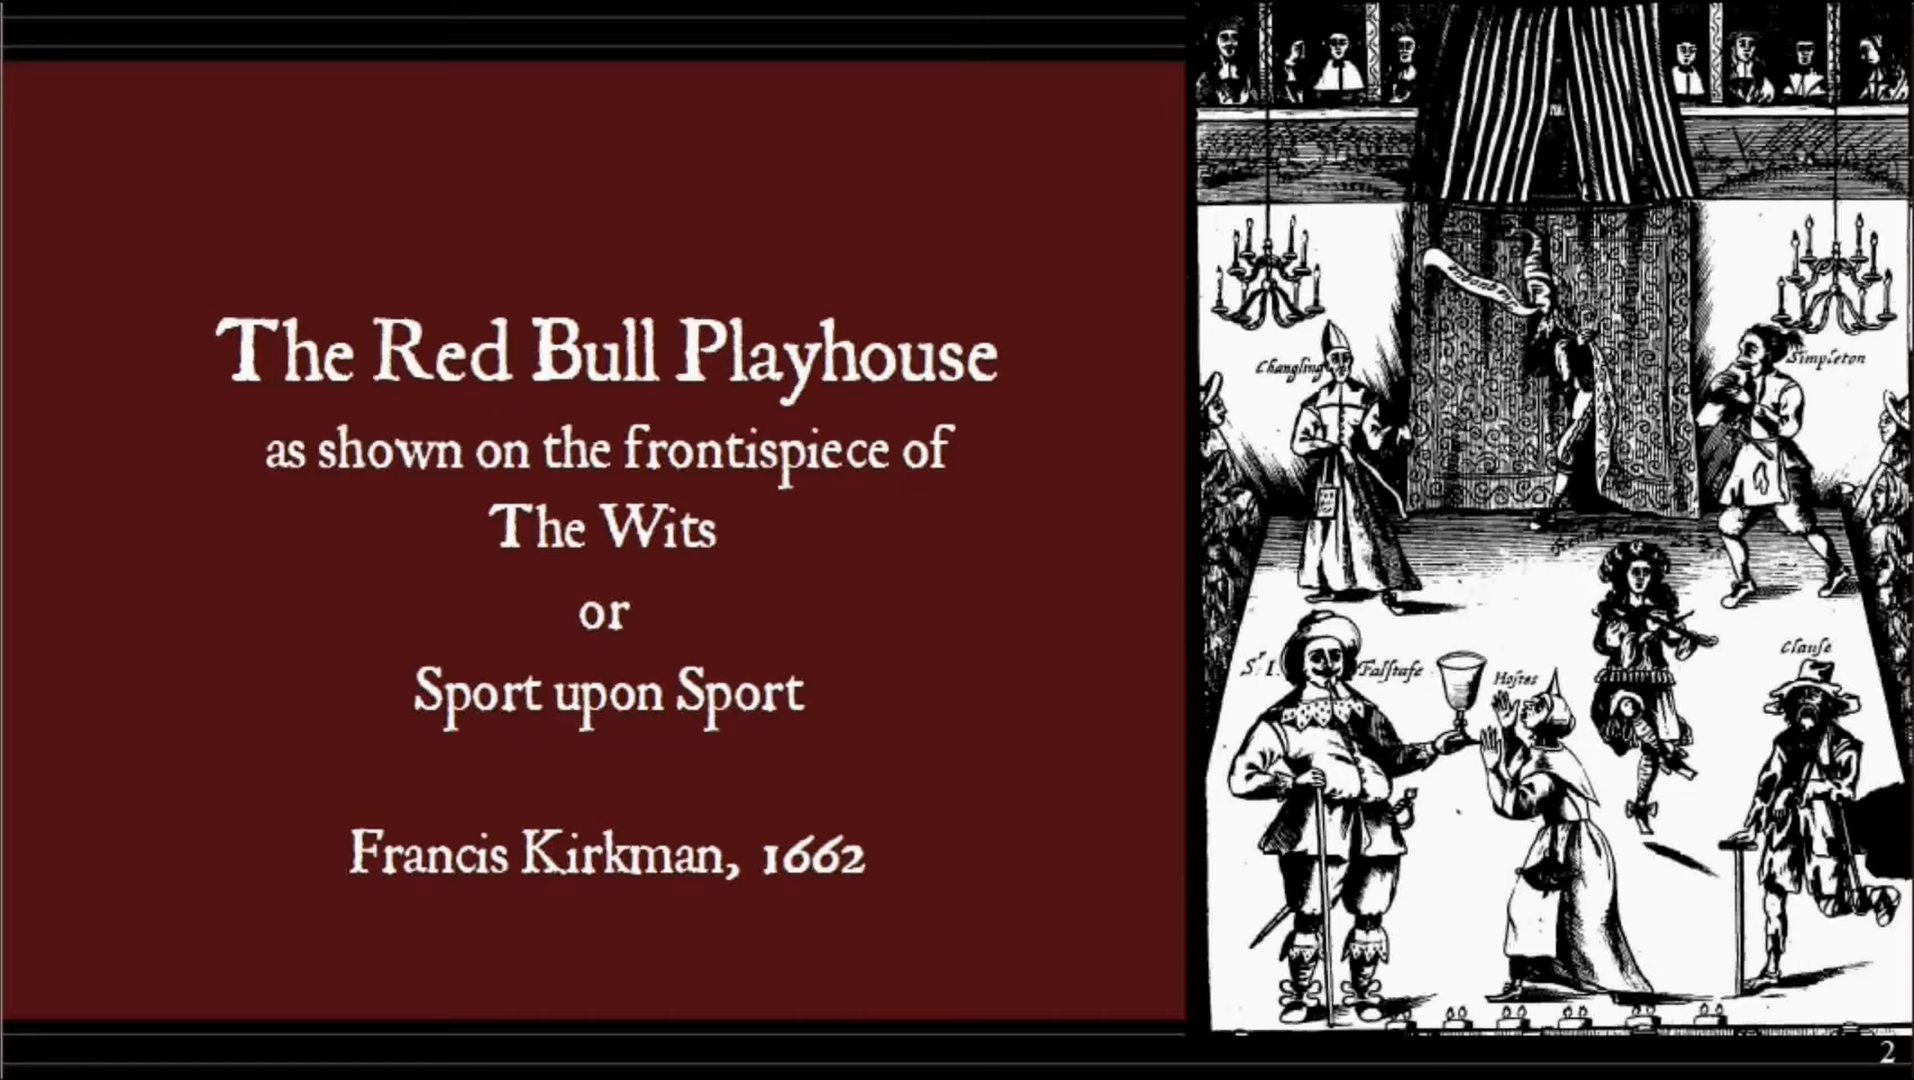 The Red Bull Playhouse
as shown on the frontispiece of
The Wits
or
Sport upon Sport
Francis Kirkman, 1662
Changling
Simpleton
French
Sr. I. Falſtafe
Hoſtes
Clauſe
2